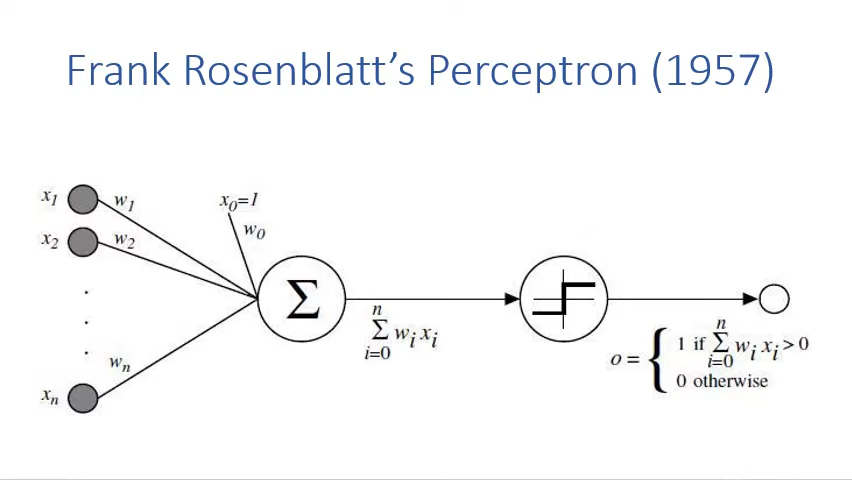 Frank Rosenblatt's Perceptron (1957)
x1 w1 x0=1
w0
x2 w2
.
.
.
Σ
n
Σ wi xi
i=0
wn
xn
n
o = { 1 if Σ wi xi > 0
i=0
0 otherwise